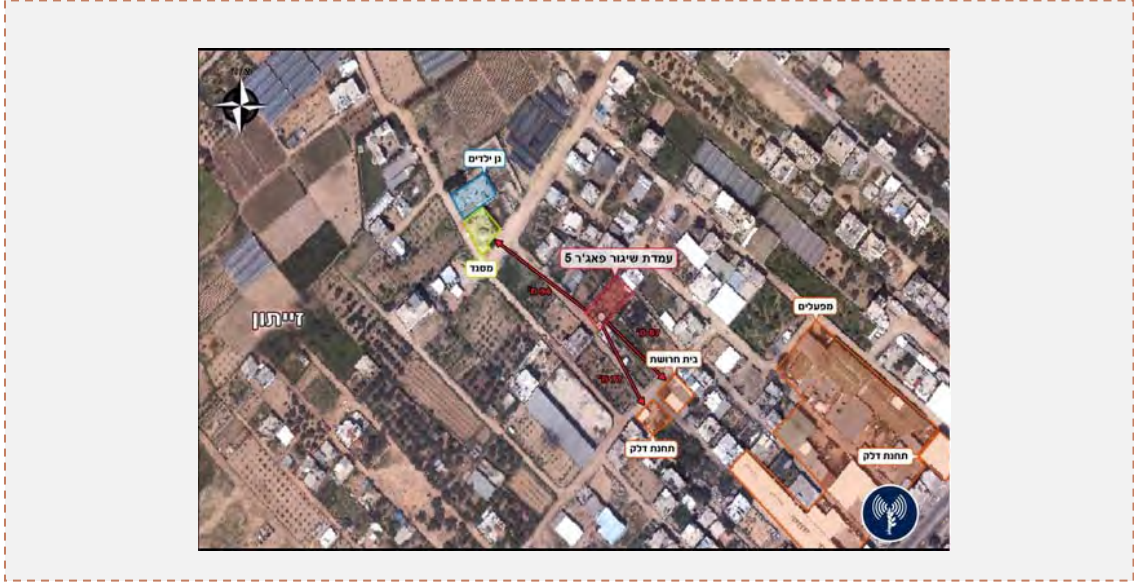 גן ילדים
מסגד
עמדת שיגור פאג'ר 5
זייתון
מפעלים
בית חרושת
תחנת דלק
תחנת דלק